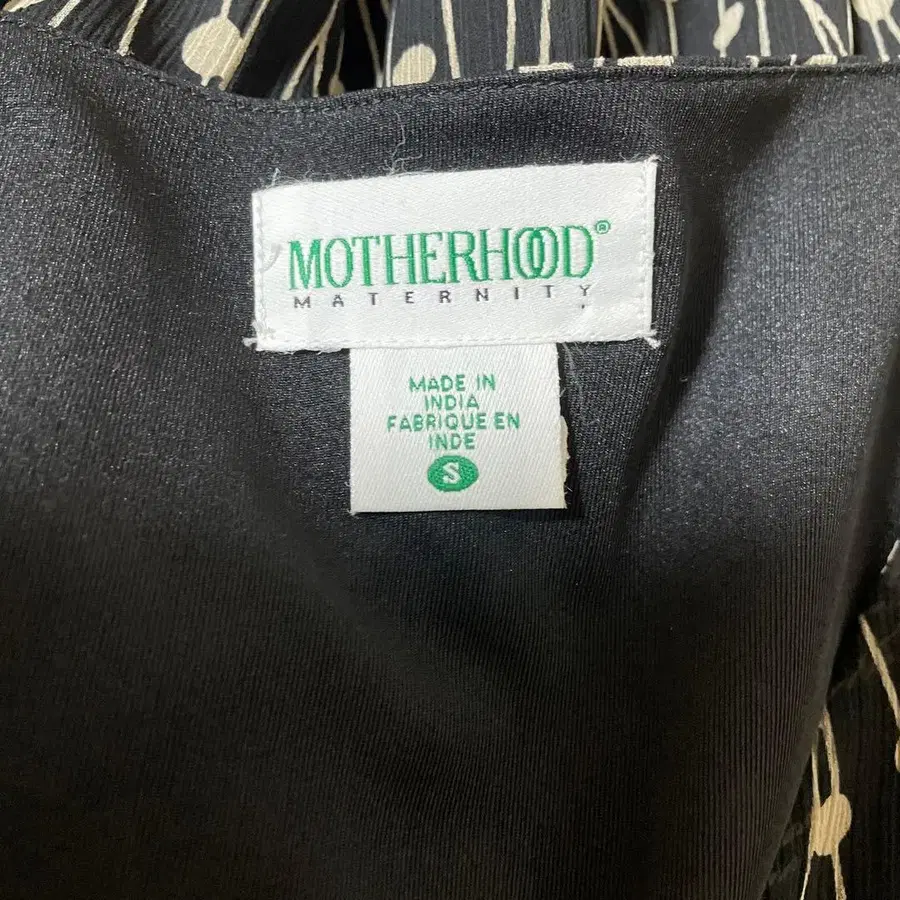 MOTHERHOOD®
MATERNITY
MADE IN
INDIA
FABRIQUE EN
INDE
S